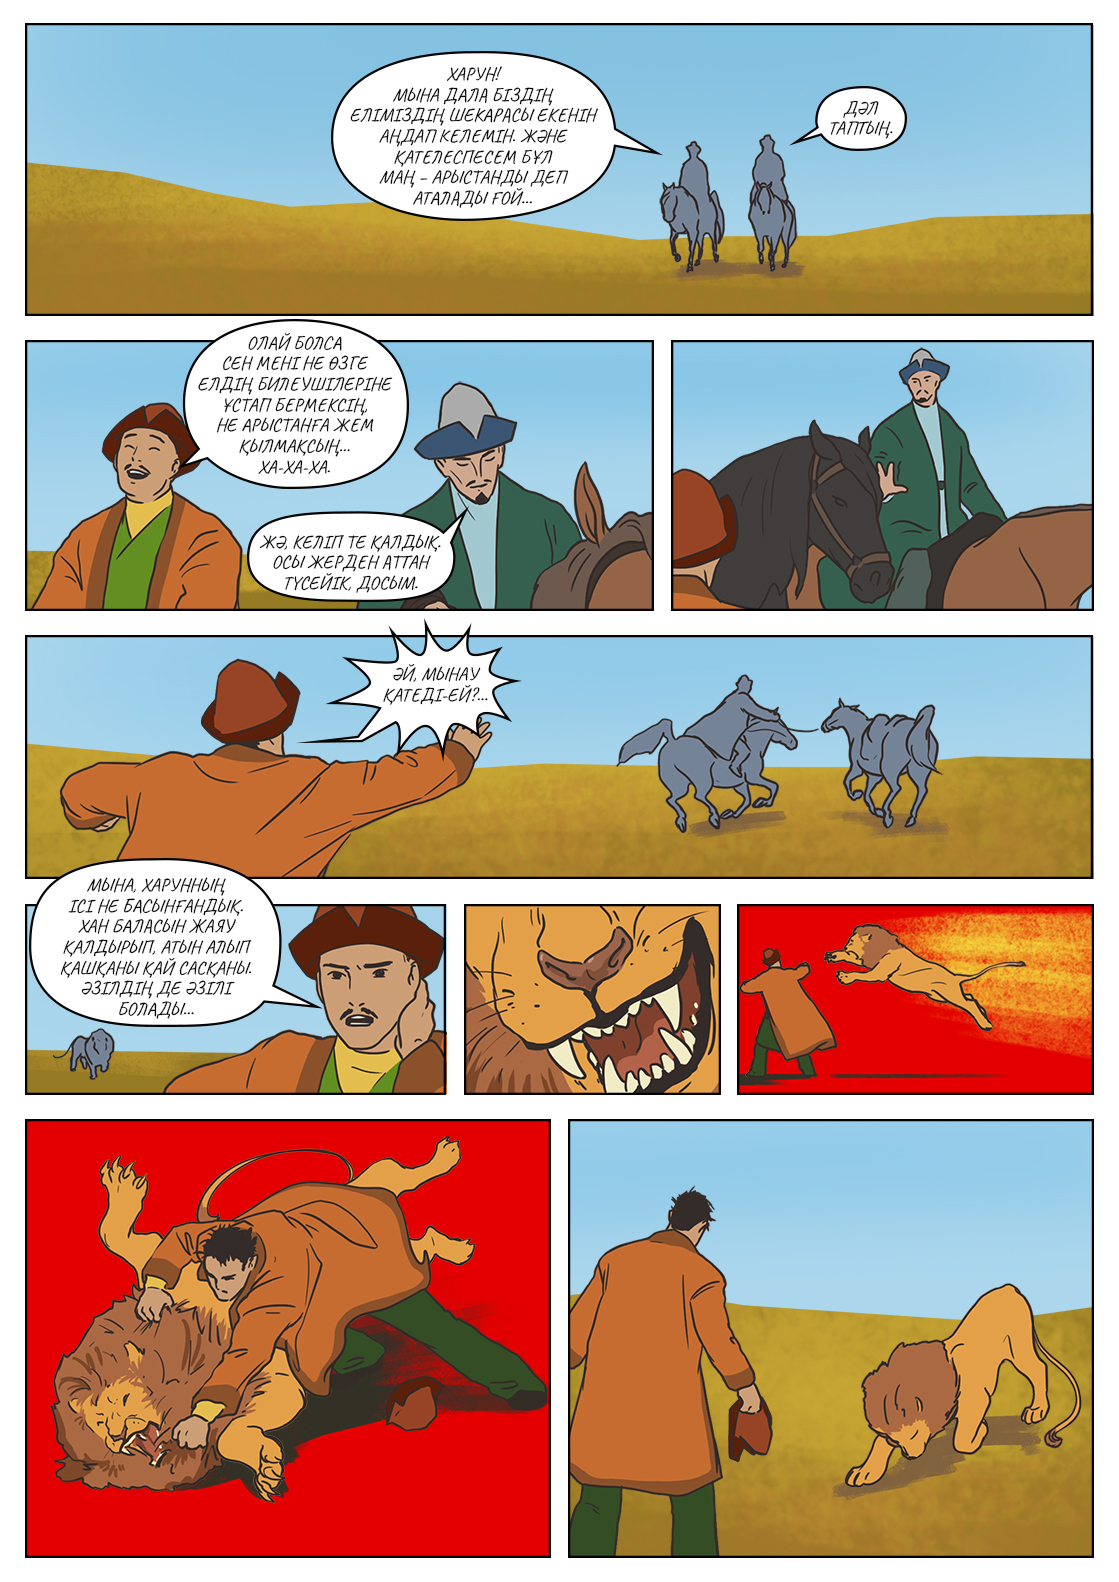 ХАРУН!
МЫНА ДАЛА БІЗДІҢ
ЕЛІМІЗДІҢ ШЕКАРАСЫ ЕКЕНІН
АҢДАП КЕЛЕМІН. ЖӘНЕ
ҚАТЕЛЕСПЕСЕМ БҰЛ
МАҢ – АРЫСТАНДЫ ДЕП
АТАЛАДЫ ҒОЙ...
ДӘЛ
ТАПТЫҢ.
ОЛАЙ БОЛСА
СЕН МЕНІ НЕ ӨЗГЕ
ЕЛДІҢ БИЛЕУШІЛЕРІНЕ
ҰСТАП БЕРМЕКСІҢ,
НЕ АРЫСТАНҒА ЖЕМ
ҚЫЛМАҚСЫҢ...
ХА-ХА-ХА.
ЖӘ, КЕЛІП ТЕ ҚАЛДЫҚ.
ОСЫ ЖЕРДЕН АТТАН
ТҮСЕЙІК, ДОСЫМ.
ӘЙ, МЫНАУ
ҚАТЕДІ-ЕЙ?...
МЫНА, ХАРУННЫҢ
ІСІ НЕ БАСЫНҒАНДЫҚ.
ХАН БАЛАСЫН ЖАЯУ
ҚАЛДЫРЫП, АТЫН АЛЫП
ҚАШҚАНЫ ҚАЙ САСҚАНЫ.
ӘЗІЛДІҢ ДЕ ӘЗІЛІ
БОЛАДЫ...